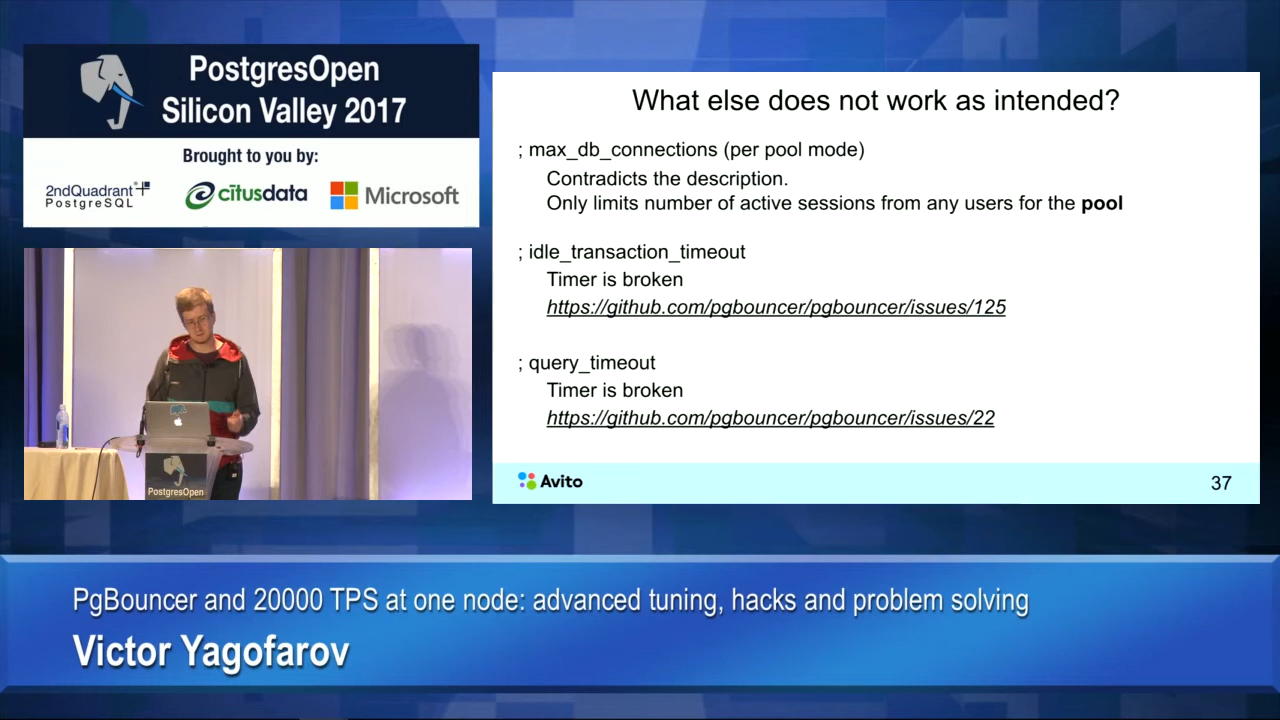 PostgresOpen
Silicon Valley 2017
Brought to you by:
2ndQuadrant
PostgreSQL
citusdata
Microsoft
PostgresOpen
What else does not work as intended?
; max_db_connections (per pool mode)
Contradicts the description.
Only limits number of active sessions from any users for the pool
; idle_transaction_timeout
Timer is broken
https://github.com/pgbouncer/pgbouncer/issues/125
; query_timeout
Timer is broken
https://github.com/pgbouncer/pgbouncer/issues/22
Avito
37
PgBouncer and 20000 TPS at one node: advanced tuning, hacks and problem solving
Victor Yagofarov